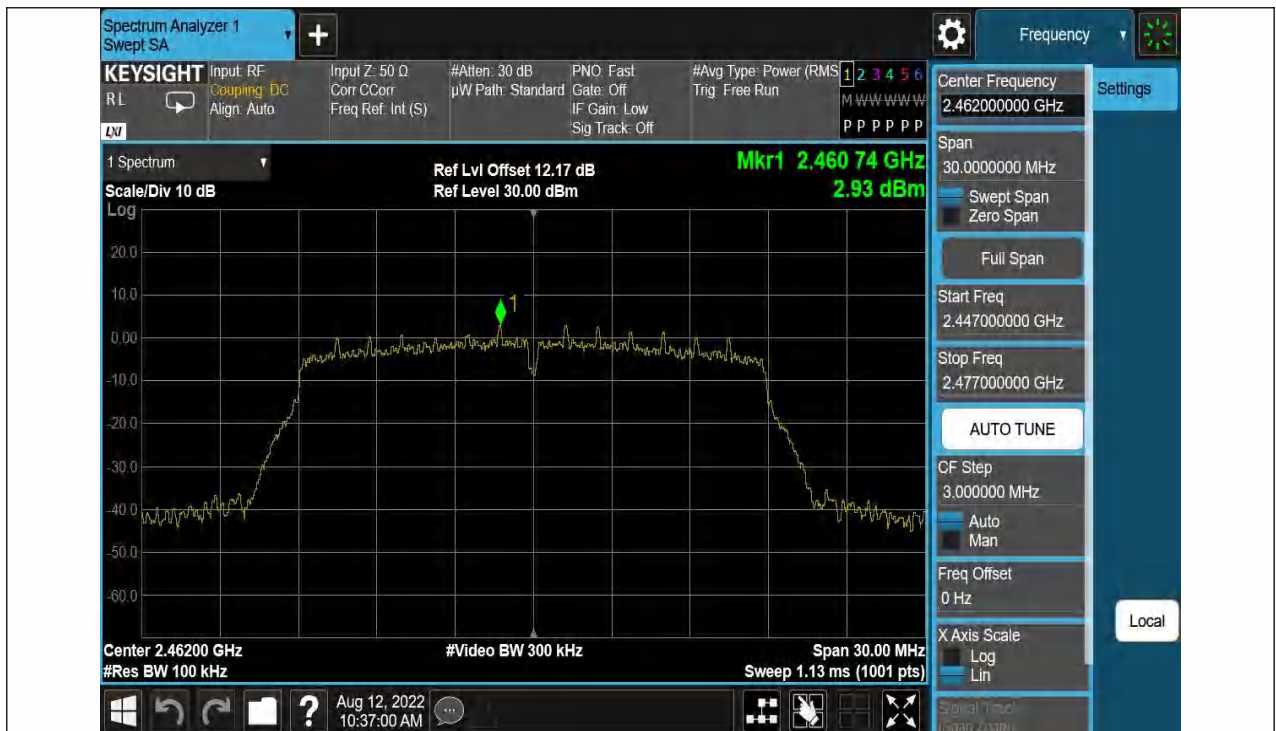 Spectrum Analyzer 1
Swept SA
+
Frequency
KEYSIGHT
RL
LXI
Input: RF
Coupling: DC
Align: Auto
Input Z: 50 Ω
Corr CCorr
Freq Ref: Int (S)
#Atten: 30 dB
µW Path: Standard
PNO: Fast
Gate: Off
IF Gain: Low
Sig Track: Off
#Avg Type: Power (RMS
Trig: Free Run
1 2 3 4 5 6
M W W W W W
P P P P P P
Center Frequency
2.462000000 GHz
Settings
Span
30.0000000 MHz
Swept Span
Zero Span
Full Span
Start Freq
2.447000000 GHz
Stop Freq
2.477000000 GHz
AUTO TUNE
CF Step
3.000000 MHz
Auto
Man
Freq Offset
0 Hz
X Axis Scale
Log
Lin
Local
1 Spectrum
Scale/Div 10 dB
Ref Lvl Offset 12.17 dB
Ref Level 30.00 dBm
Mkr1 2.460 74 GHz
2.93 dBm
Log
20.0
10.0
0.00
-10.0
-20.0
-30.0
-40.0
-50.0
-60.0
1
Center 2.46200 GHz
#Video BW 300 kHz
Span 30.00 MHz
#Res BW 100 kHz
Sweep 1.13 ms (1001 pts)
?
Aug 12, 2022
10:37:00 AM